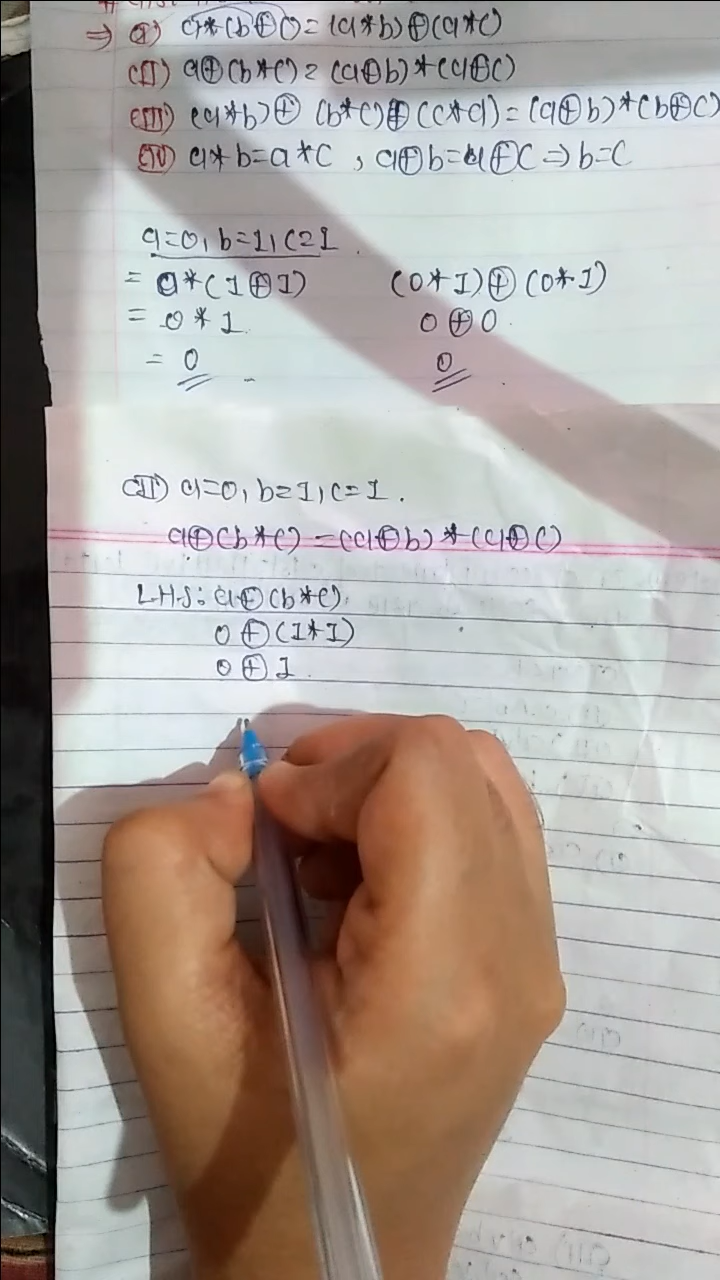 ⇒ (I) a*(b⊕c)=(a*b)⊕(a*c)
(II) a⊕(b*c)=(a⊕b)*(a⊕c)
(III) (a*b)⊕(b*c)⊕(c*a)=(a⊕b)*(b⊕c)
(IV) a*b=a*c, a⊕b=a⊕c⇒b=c
a=0, b=1, c=1
= 0*(1⊕1) (0*1)⊕(0*1)
= 0*1 0⊕0
= 0 0
(II) a=0, b=1, c=1.
a⊕(b*c)=(a⊕b)*(a⊕c)
LHS: a⊕(b*c)
0⊕(1*1)
0⊕1